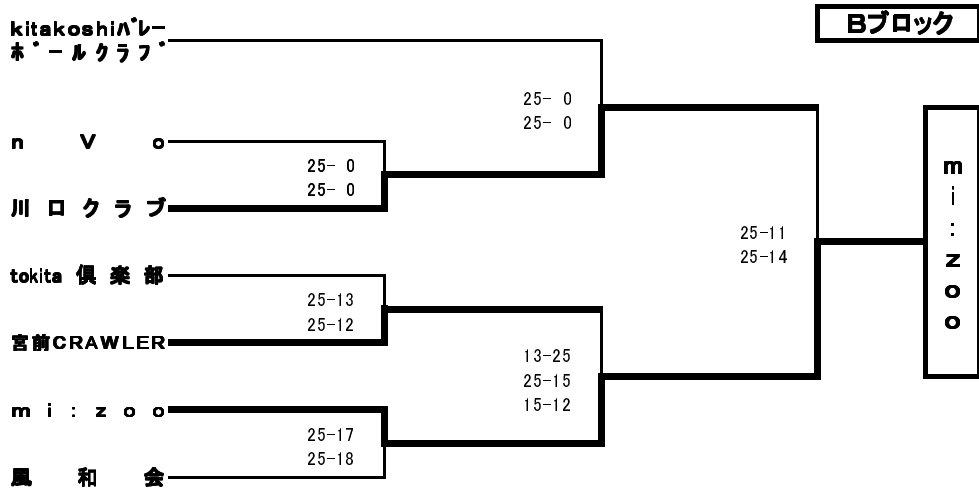 kitakoshiﾊﾞﾚｰ
ﾎﾞｰﾙｸﾗﾌﾞ
Bブロック
25- 0
25- 0
n V o
25- 0
25- 0
川口クラブ
m i : z o o
25-11
25-14
tokita 倶楽部
25-13
25-12
宮前CRAWLER
13-25
25-15
15-12
m i : z o o
25-17
25-18
風和会